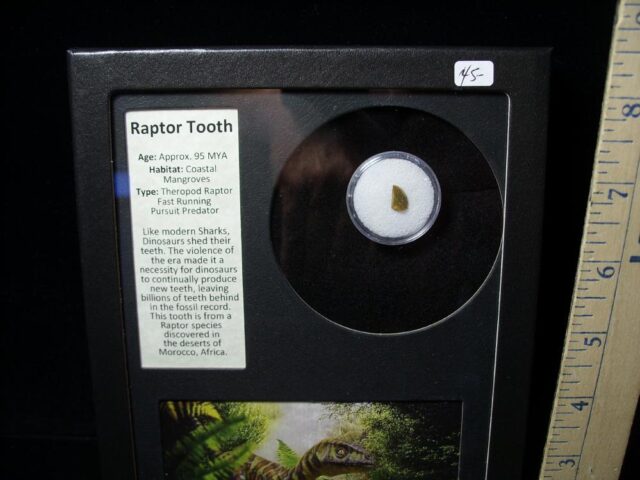 45-
Raptor Tooth
Age: Approx. 95 MYA
Habitat: Coastal
Mangroves
Type: Theropod Raptor
Fast Running
Pursuit Predator
Like modern Sharks,
Dinosaurs shed their
teeth. The violence of
the era made it a
necessity for dinosaurs
to continually produce
new teeth, leaving
billions of teeth behind
in the fossil record.
This tooth is from a
Raptor species
discovered in
the deserts of
Morocco, Africa.
8
7
6
5
4
3